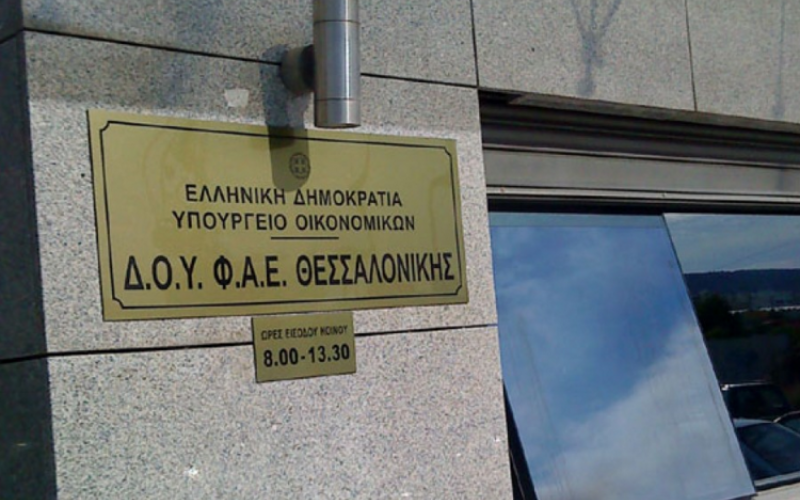 ΕΛΛΗΝΙΚΗ ΔΗΜΟΚΡΑΤΙΑ
ΥΠΟΥΡΓΕΙΟ ΟΙΚΟΝΟΜΙΚΩΝ
Δ.Ο.Υ. Φ.Α.Ε. ΘΕΣΣΑΛΟΝΙΚΗΣ
ΩΡΕΣ ΕΙΣΟΔΟΥ ΚΟΙΝΟΥ
8.00-13.30